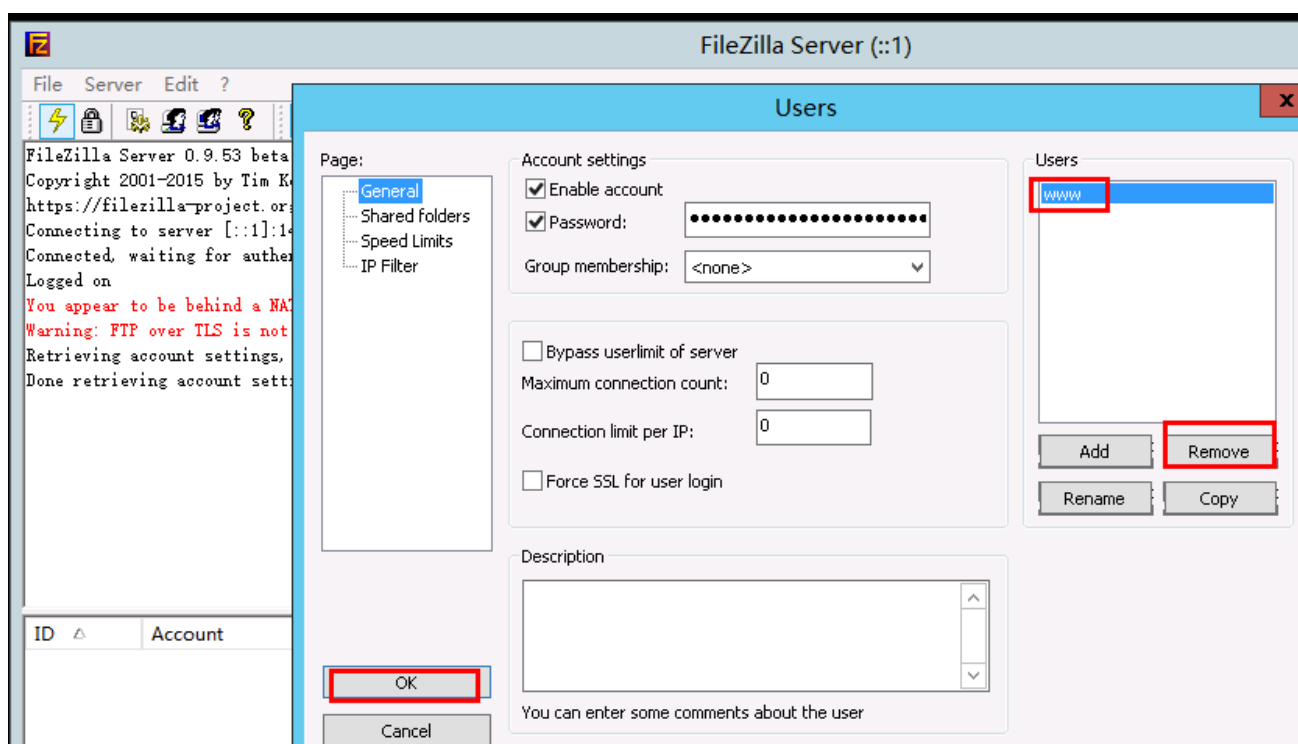 FileZilla Server (::1)
File Server Edit ?
FileZilla Server 0.9.53 beta
Copyright 2001-2015 by Tim
https://filezilla-project.
Connecting to server [::1]:
Connected, waiting for
Logged on
You appear to be behind a
Warning: FTP over TLS is not
Retrieving account settings,
Done retrieving account
ID Account
Users
x
Page:
General
Shared folders
Speed Limits
IP Filter
OK
Cancel
Account settings
Enable account
Password:
Group membership: <none>
Bypass userlimit of server
Maximum connection count: 0
Connection limit per IP: 0
Force SSL for user login
Description
You can enter some comments about the user
Users
www
Add Remove
Rename Copy